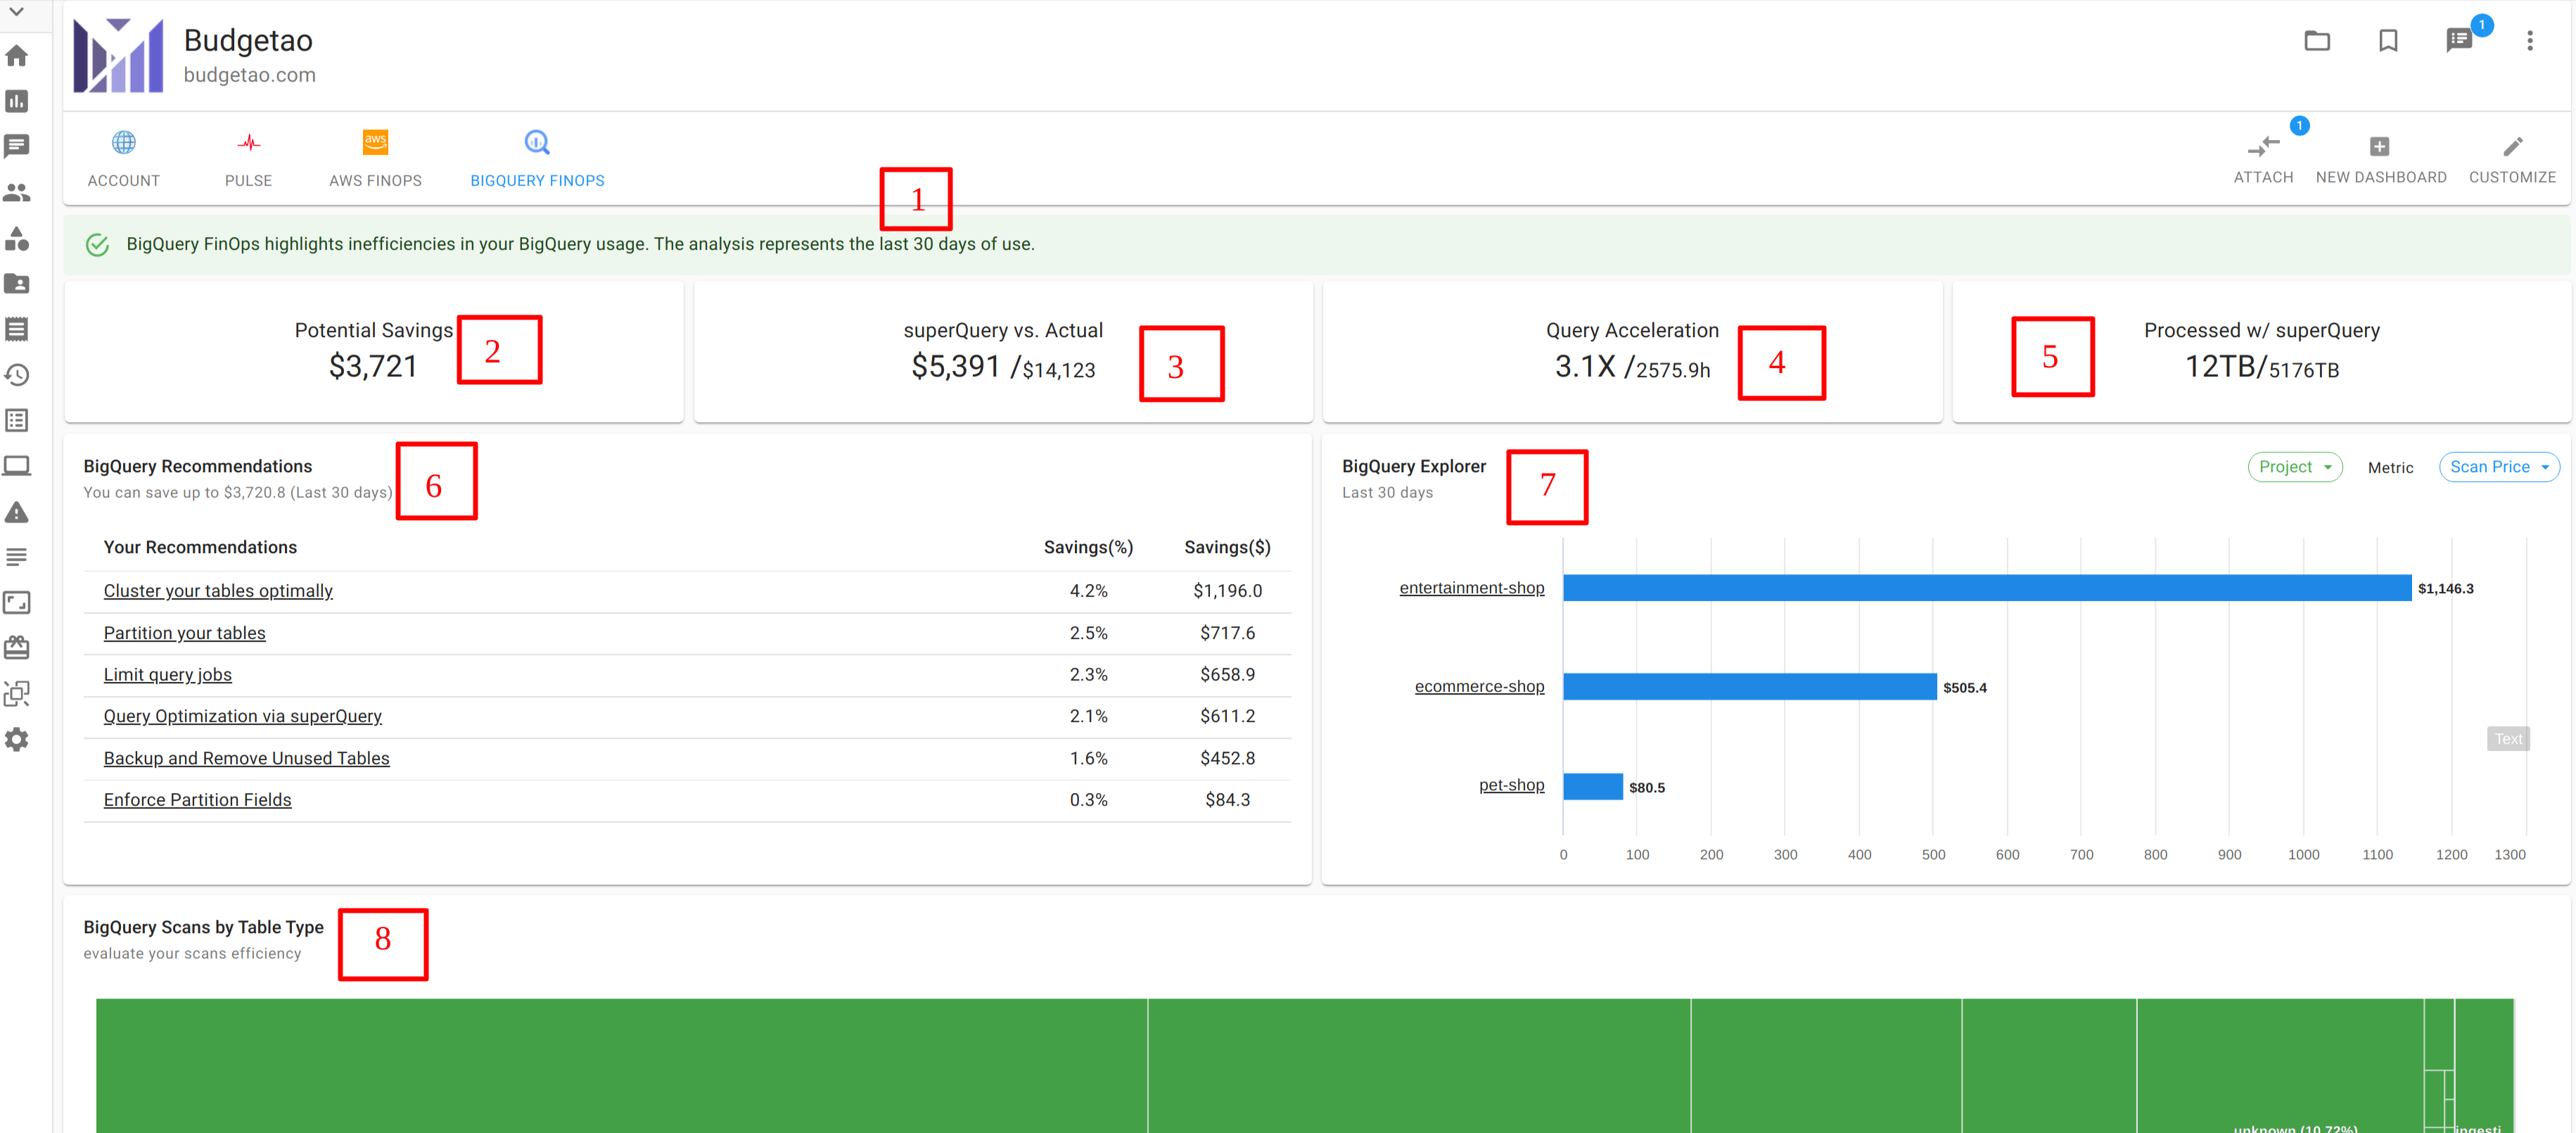 Budgetao
budgetao.com
1
ACCOUNT
PULSE
aws
AWS FINOPS
BIGQUERY FINOPS
1
ATTACH
NEW DASHBOARD
CUSTOMIZE
1
BigQuery FinOps highlights inefficiencies in your BigQuery usage. The analysis represents the last 30 days of use.
Potential Savings
$3,721
2
superQuery vs. Actual
$5,391 /$14,123
3
Query Acceleration
3.1X /2575.9h
4
5
Processed w/ superQuery
12TB/5176TB
BigQuery Recommendations
You can save up to $3,720.8 (Last 30 days)
6
Your Recommendations Savings(%) Savings($)
Cluster your tables optimally 4.2% $1,196.0
Partition your tables 2.5% $717.6
Limit query jobs 2.3% $658.9
Query Optimization via superQuery 2.1% $611.2
Backup and Remove Unused Tables 1.6% $452.8
Enforce Partition Fields 0.3% $84.3
BigQuery Explorer
Last 30 days
7
Project
Metric
Scan Price
entertainment-shop $1,146.3
ecommerce-shop $505.4
Text
pet-shop $80.5
0 100 200 300 400 500 600 700 800 900 1000 1100 1200 1300
BigQuery Scans by Table Type
evaluate your scans efficiency
8
unknown (10.72%)
ingesti